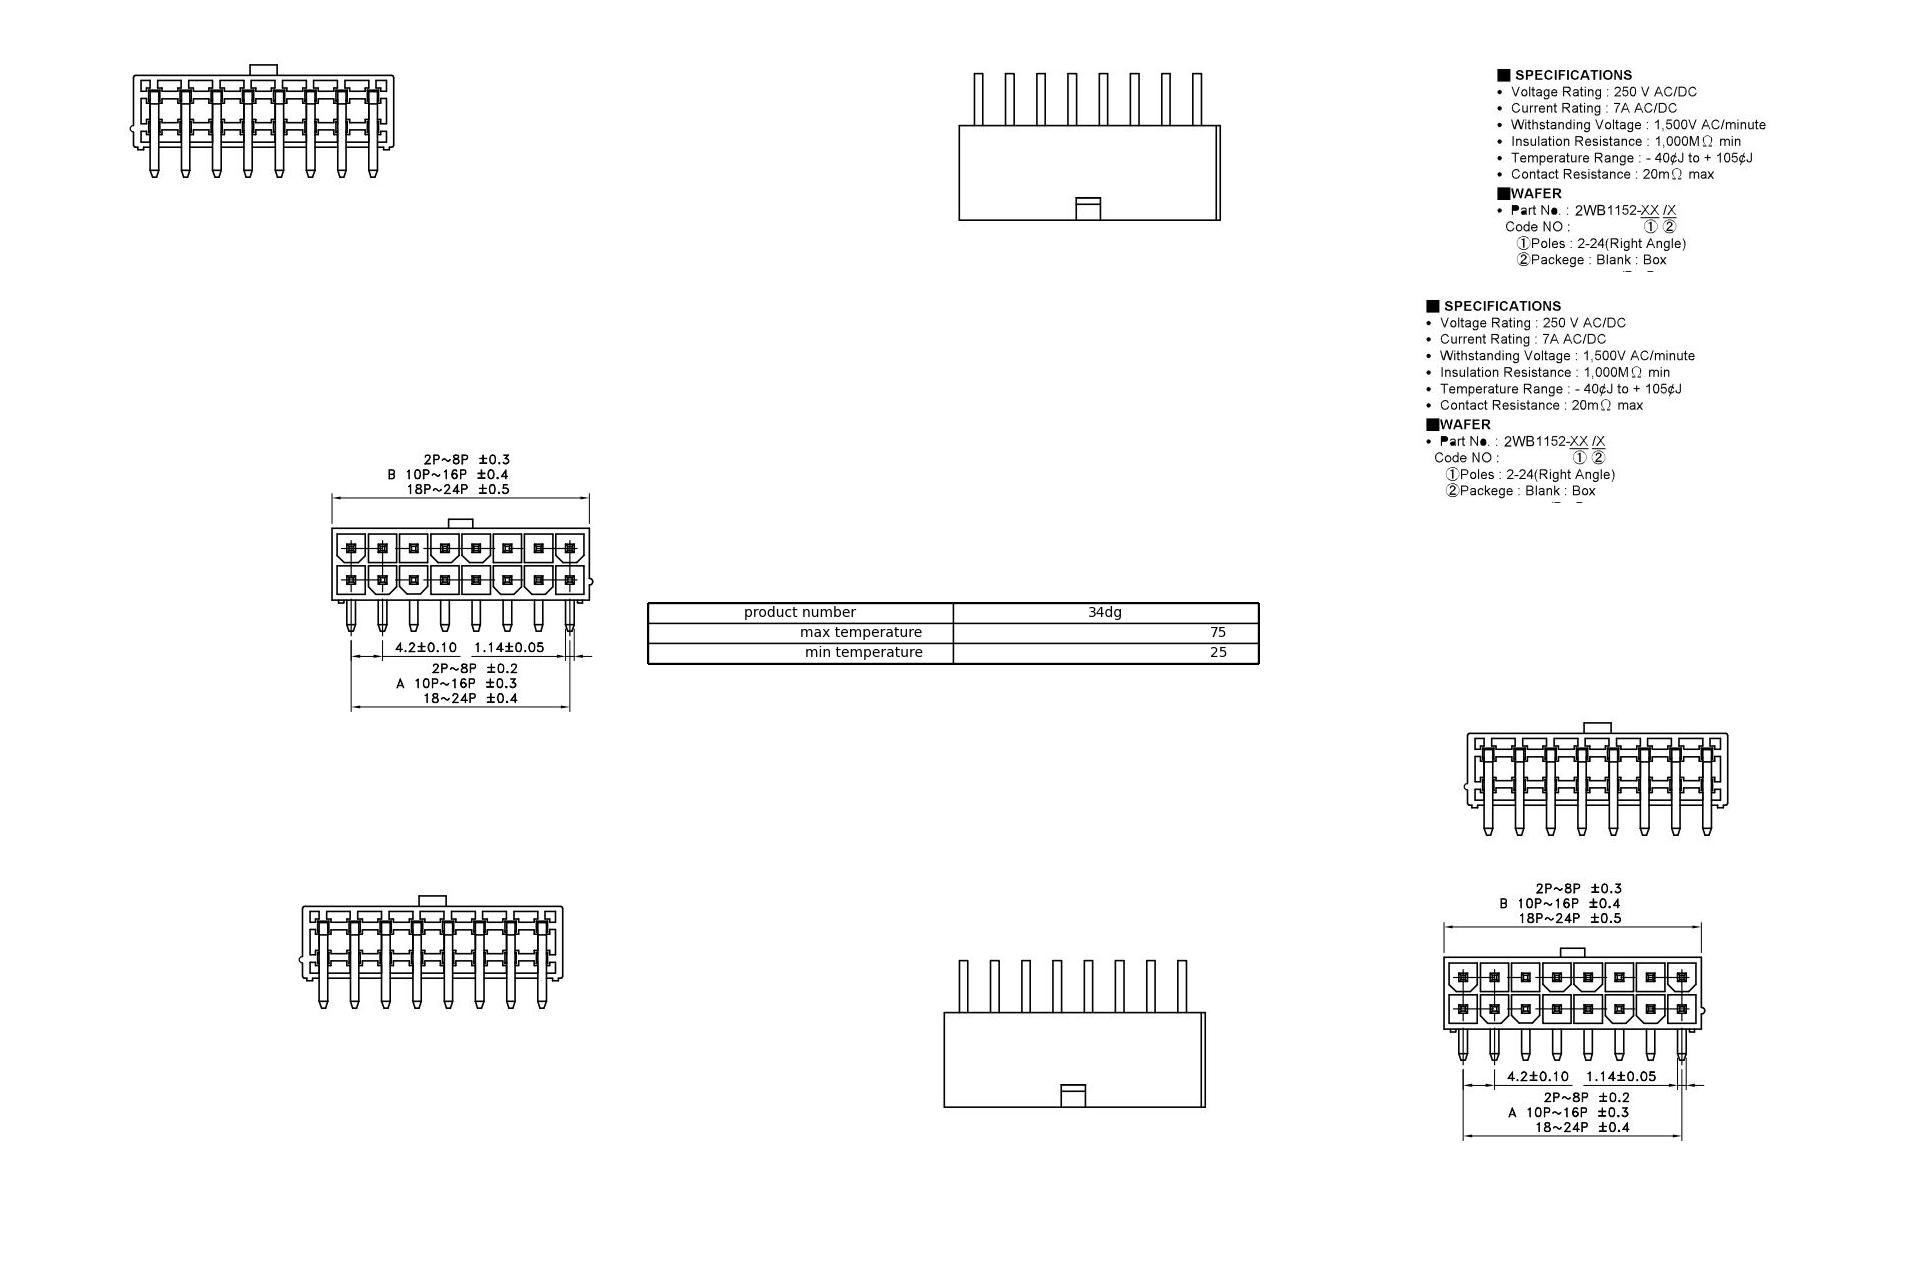 ■ SPECIFICATIONS
• Voltage Rating : 250 V AC/DC
• Current Rating : 7A AC/DC
• Withstanding Voltage : 1,500V AC/minute
• Insulation Resistance : 1,000MΩ min
• Temperature Range : - 40¢J to + 105¢J
• Contact Resistance : 20mΩ max
■WAFER
• Part No. : 2WB1152-XX /X
Code NO : ① ②
①Poles : 2-24(Right Angle)
②Packege : Blank : Box
■ SPECIFICATIONS
• Voltage Rating : 250 V AC/DC
• Current Rating : 7A AC/DC
• Withstanding Voltage : 1,500V AC/minute
• Insulation Resistance : 1,000MΩ min
• Temperature Range : - 40¢J to + 105¢J
• Contact Resistance : 20mΩ max
■WAFER
• Part No. : 2WB1152-XX /X
Code NO : ① ②
①Poles : 2-24(Right Angle)
②Packege : Blank : Box
2P~8P ±0.3
B 10P~16P ±0.4
18P~24P ±0.5
4.2±0.10 1.14±0.05
2P~8P ±0.2
A 10P~16P ±0.3
18~24P ±0.4
product number 34dg
max temperature 75
min temperature 25
2P~8P ±0.3
B 10P~16P ±0.4
18P~24P ±0.5
4.2±0.10 1.14±0.05
2P~8P ±0.2
A 10P~16P ±0.3
18~24P ±0.4